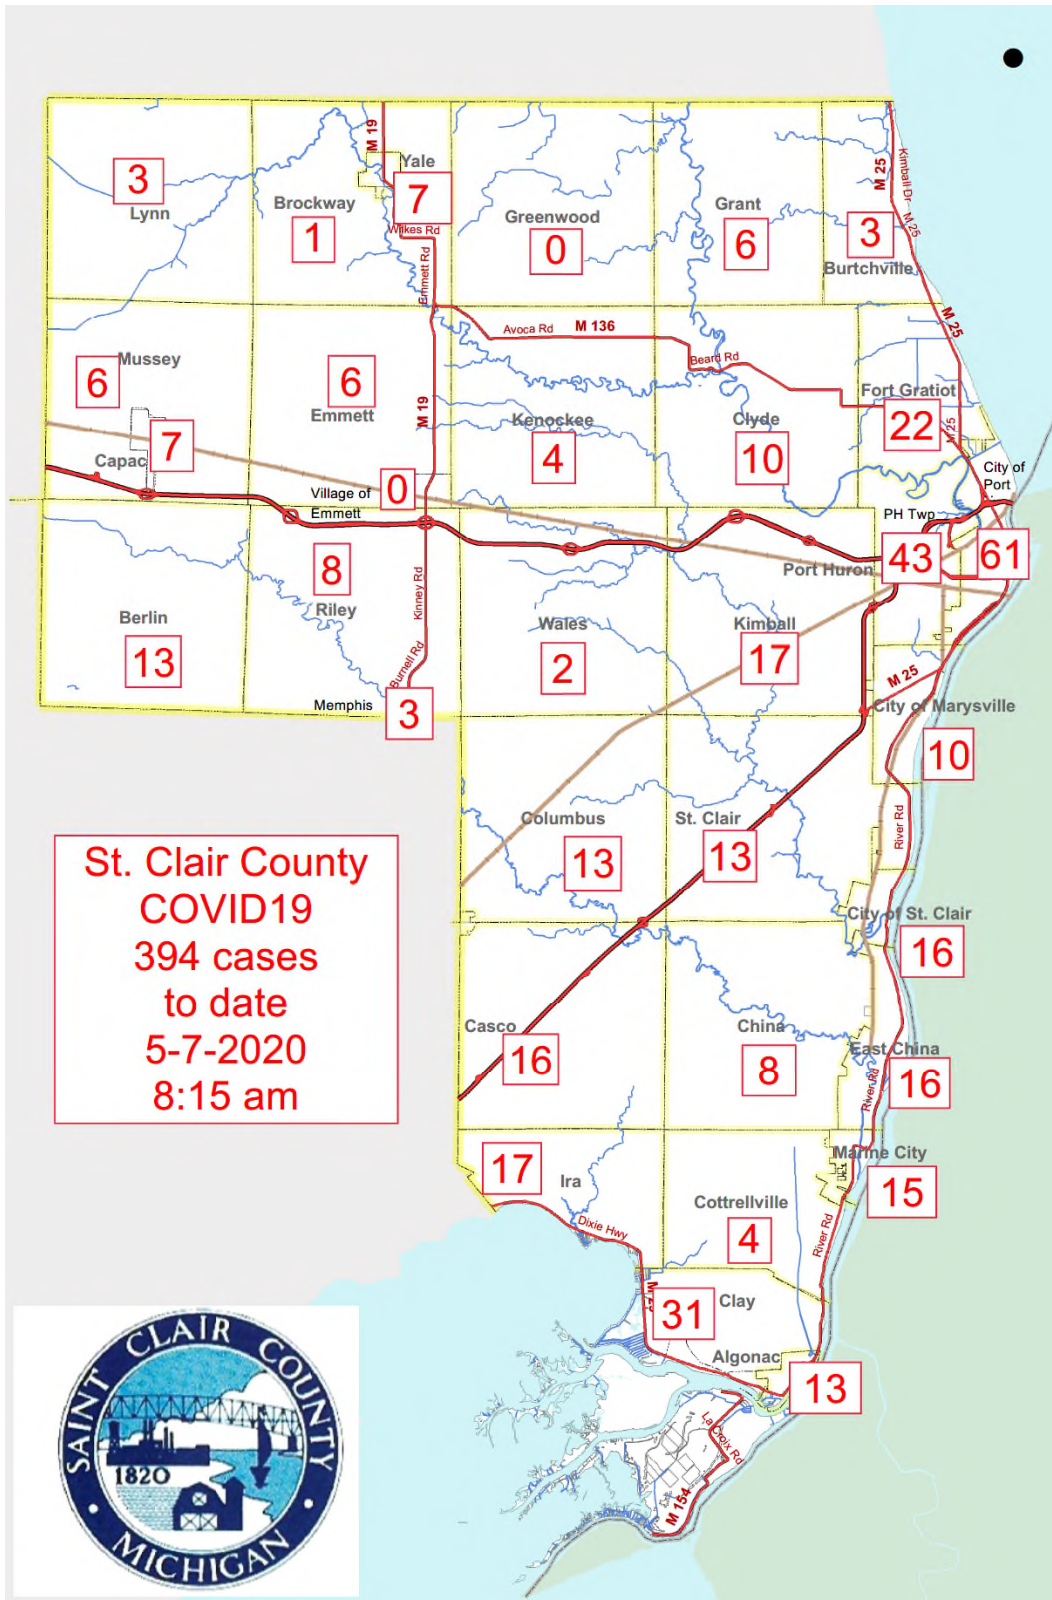 M 19
Yale
7
3
Lynn
Brockway
1
Wilkes Rd
Emmett Rd
Greenwood
0
Grant
6
M 25
Kimball Dr
M 25
3
Burtchville
M 25
Avoca Rd
M 136
Beard Rd
Mussey
6
6
Emmett
M 19
Kenockee
4
Clyde
10
Fort Gratiot
22
M 25
7
Capac
Village of
Emmett
0
City of
Port
PH Twp
43
61
Port Huron
8
Riley
Kinney Rd
Berlin
13
Wales
2
Kimball
17
Burnell Rd
Memphis
3
M 25
City of Marysville
10
River Rd
Columbus
13
St. Clair
13
St. Clair County
COVID19
394 cases
to date
5-7-2020
8:15 am
City of St. Clair
16
Casco
16
China
8
East China
16
River Rd
Marine City
15
17
Ira
Dixie Hwy
Cottrellville
4
River Rd
31
Clay
Algonac
13
La Croix Rd
M 154
SAINT CLAIR COUNTY
1820
MICHIGAN